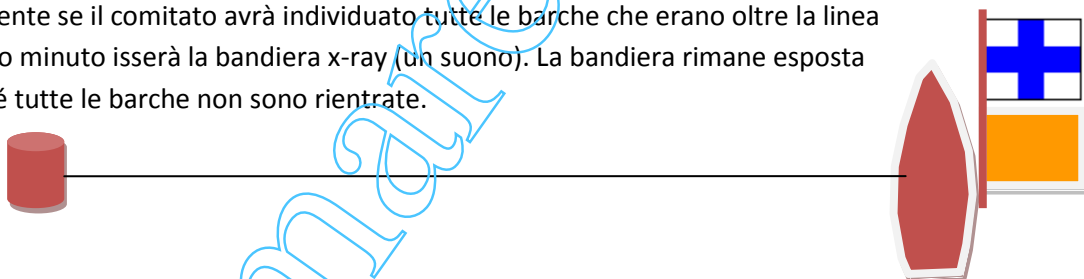 ente se il comitato avrà individuato tutte le barche che erano oltre la linea
o minuto isserà la bandiera x-ray (un suono). La bandiera rimane esposta
é tutte le barche non sono rientrate.
mare